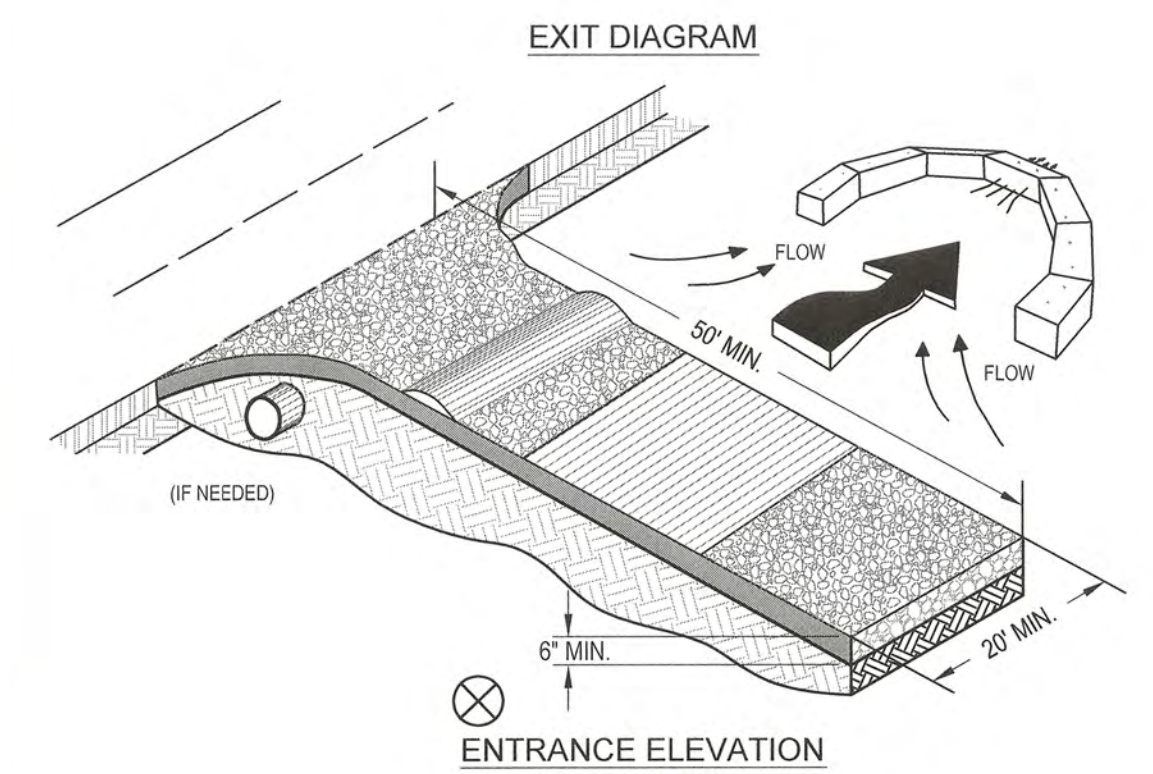 EXIT DIAGRAM
FLOW
50' MIN.
FLOW
(IF NEEDED)
6" MIN.
20' MIN.
ENTRANCE ELEVATION